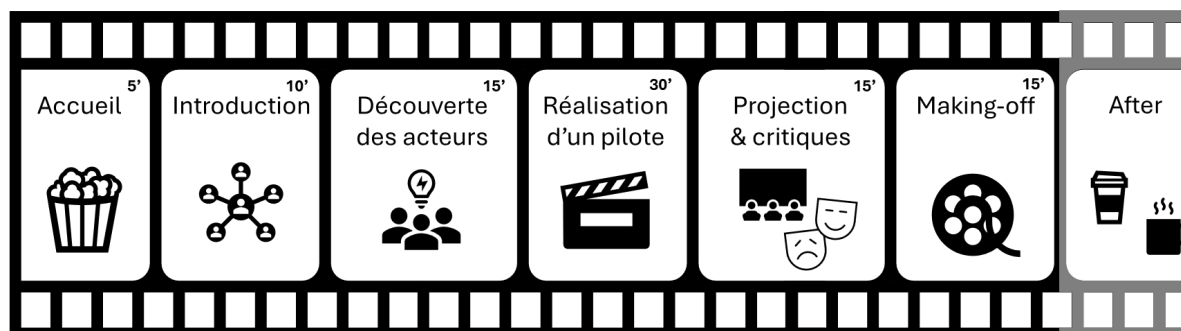 5’
Accueil
10’
Introduction
15’
Découverte
des acteurs
30’
Réalisation
d’un pilote
15’
Projection
& critiques
15’
Making-off
After